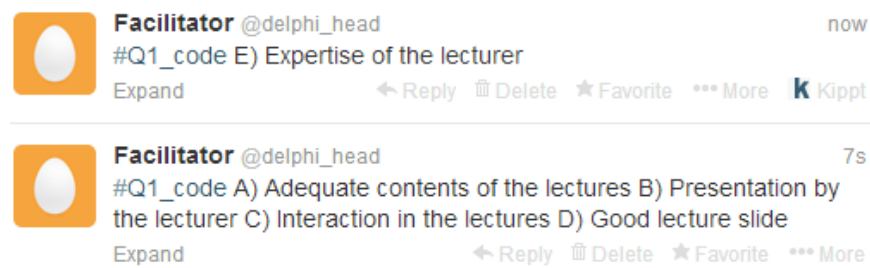 Facilitator @delphi_head now
#Q1_code E) Expertise of the lecturer
Expand Reply Delete Favorite More k Kippt
Facilitator @delphi_head 7s
#Q1_code A) Adequate contents of the lectures B) Presentation by
the lecturer C) Interaction in the lectures D) Good lecture slide
Expand Reply Delete Favorite More